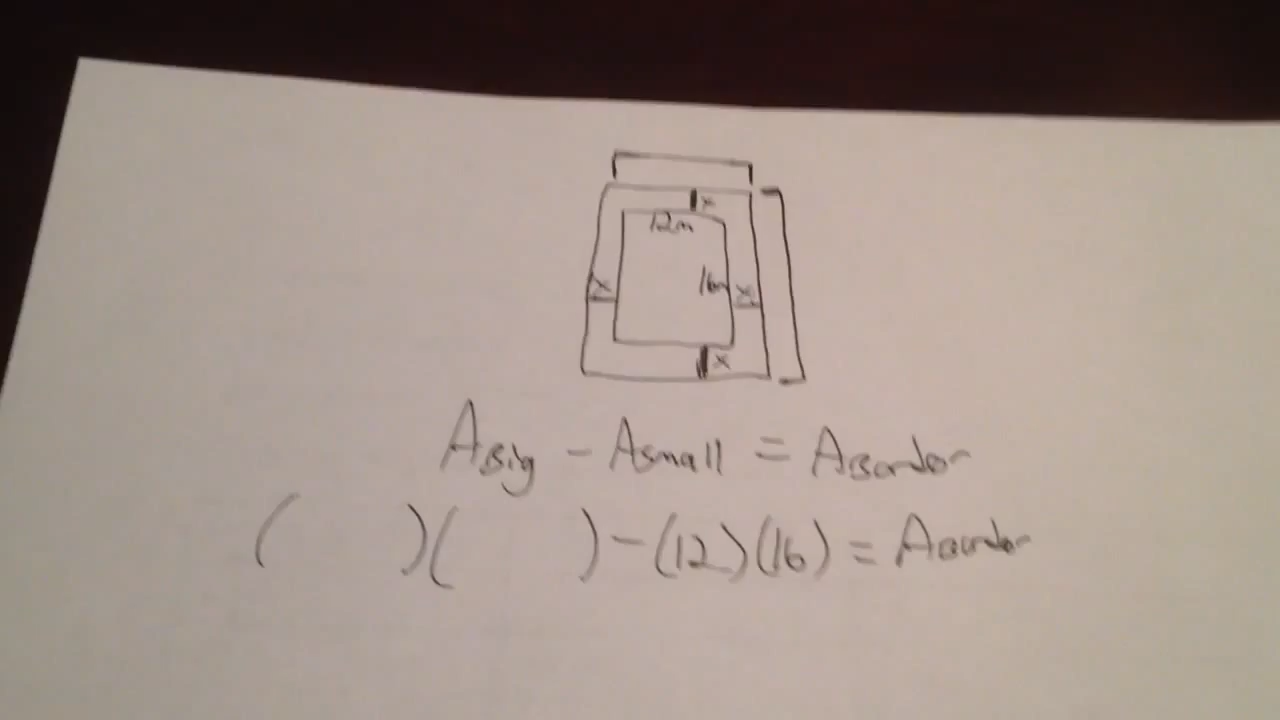 x
12m
x 16m x
x
ABig - Asmall = ABorder
( )( ) - (12)(16) = ABorder